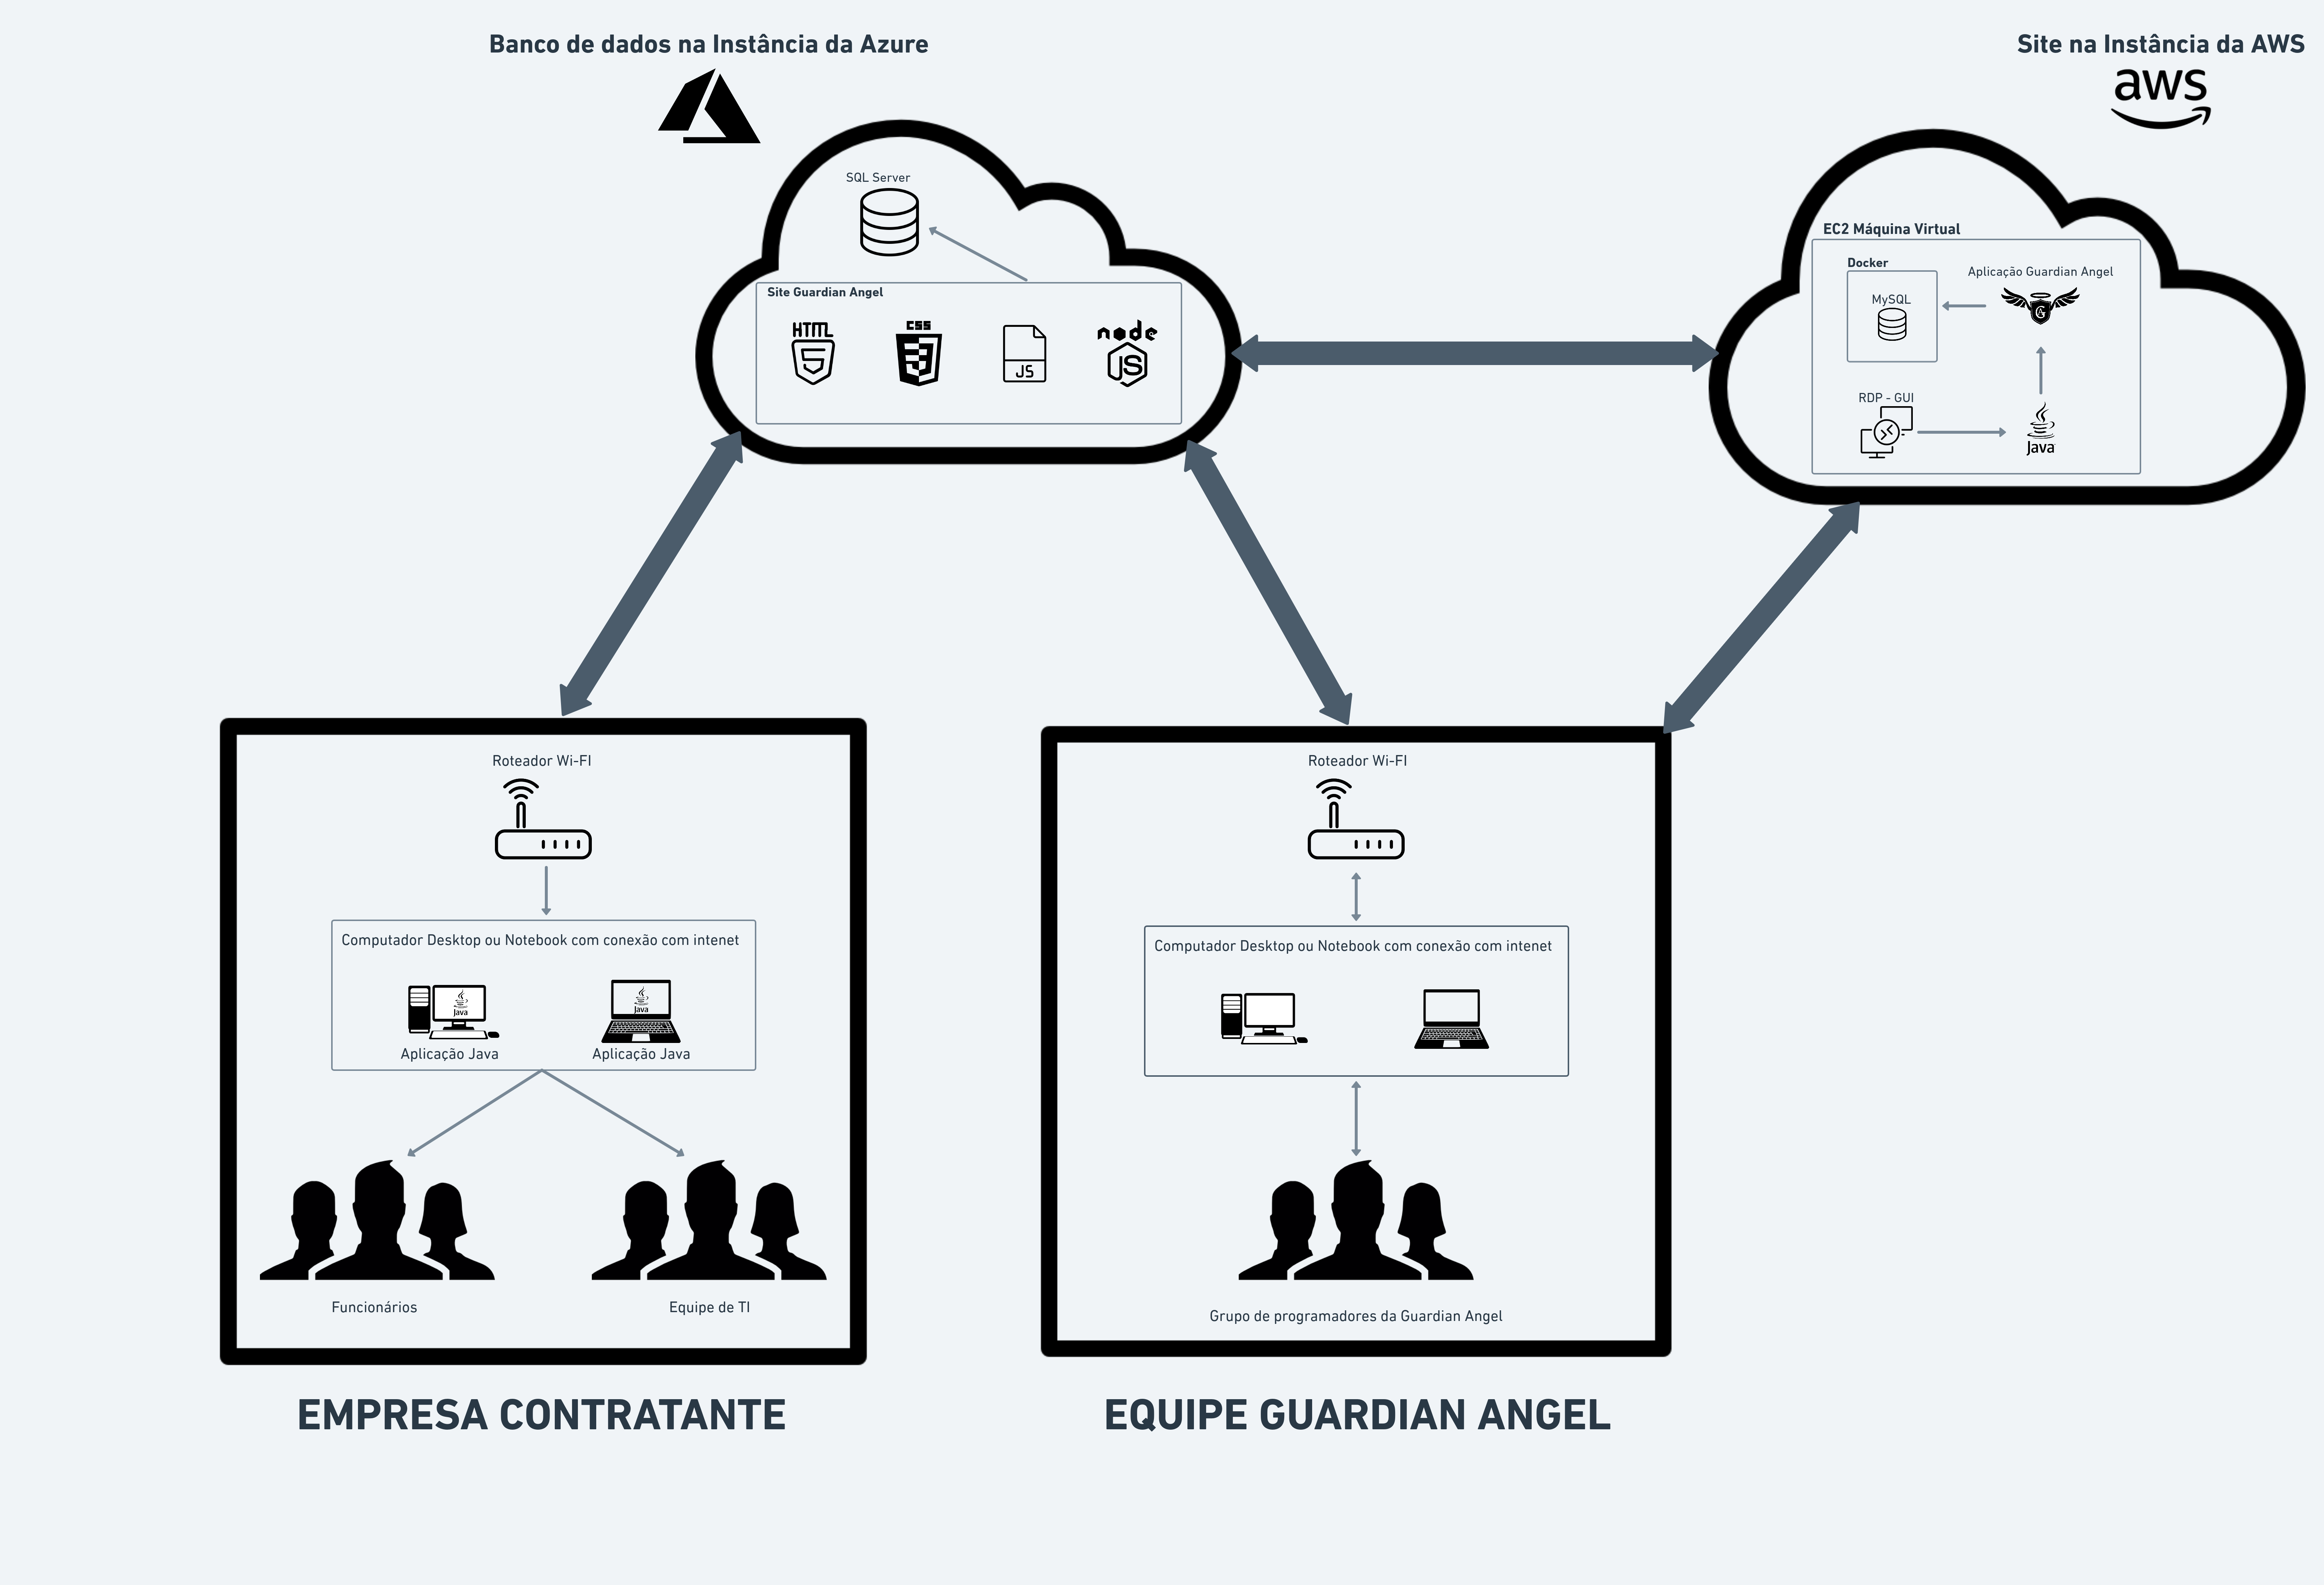 Banco de dados na Instância da Azure
Site na Instância da AWS
aws
SQL Server
Site Guardian Angel
HTML
5
CSS
3
JS
node
JS
EC2 Máquina Virtual
Docker
MySQL
Aplicação Guardian Angel
G
RDP - GUI
Java
Roteador Wi-FI
Computador Desktop ou Notebook com conexão com intenet
Java
Java
Aplicação Java
Aplicação Java
Funcionários
Equipe de TI
EMPRESA CONTRATANTE
Roteador Wi-FI
Computador Desktop ou Notebook com conexão com intenet
Grupo de programadores da Guardian Angel
EQUIPE GUARDIAN ANGEL